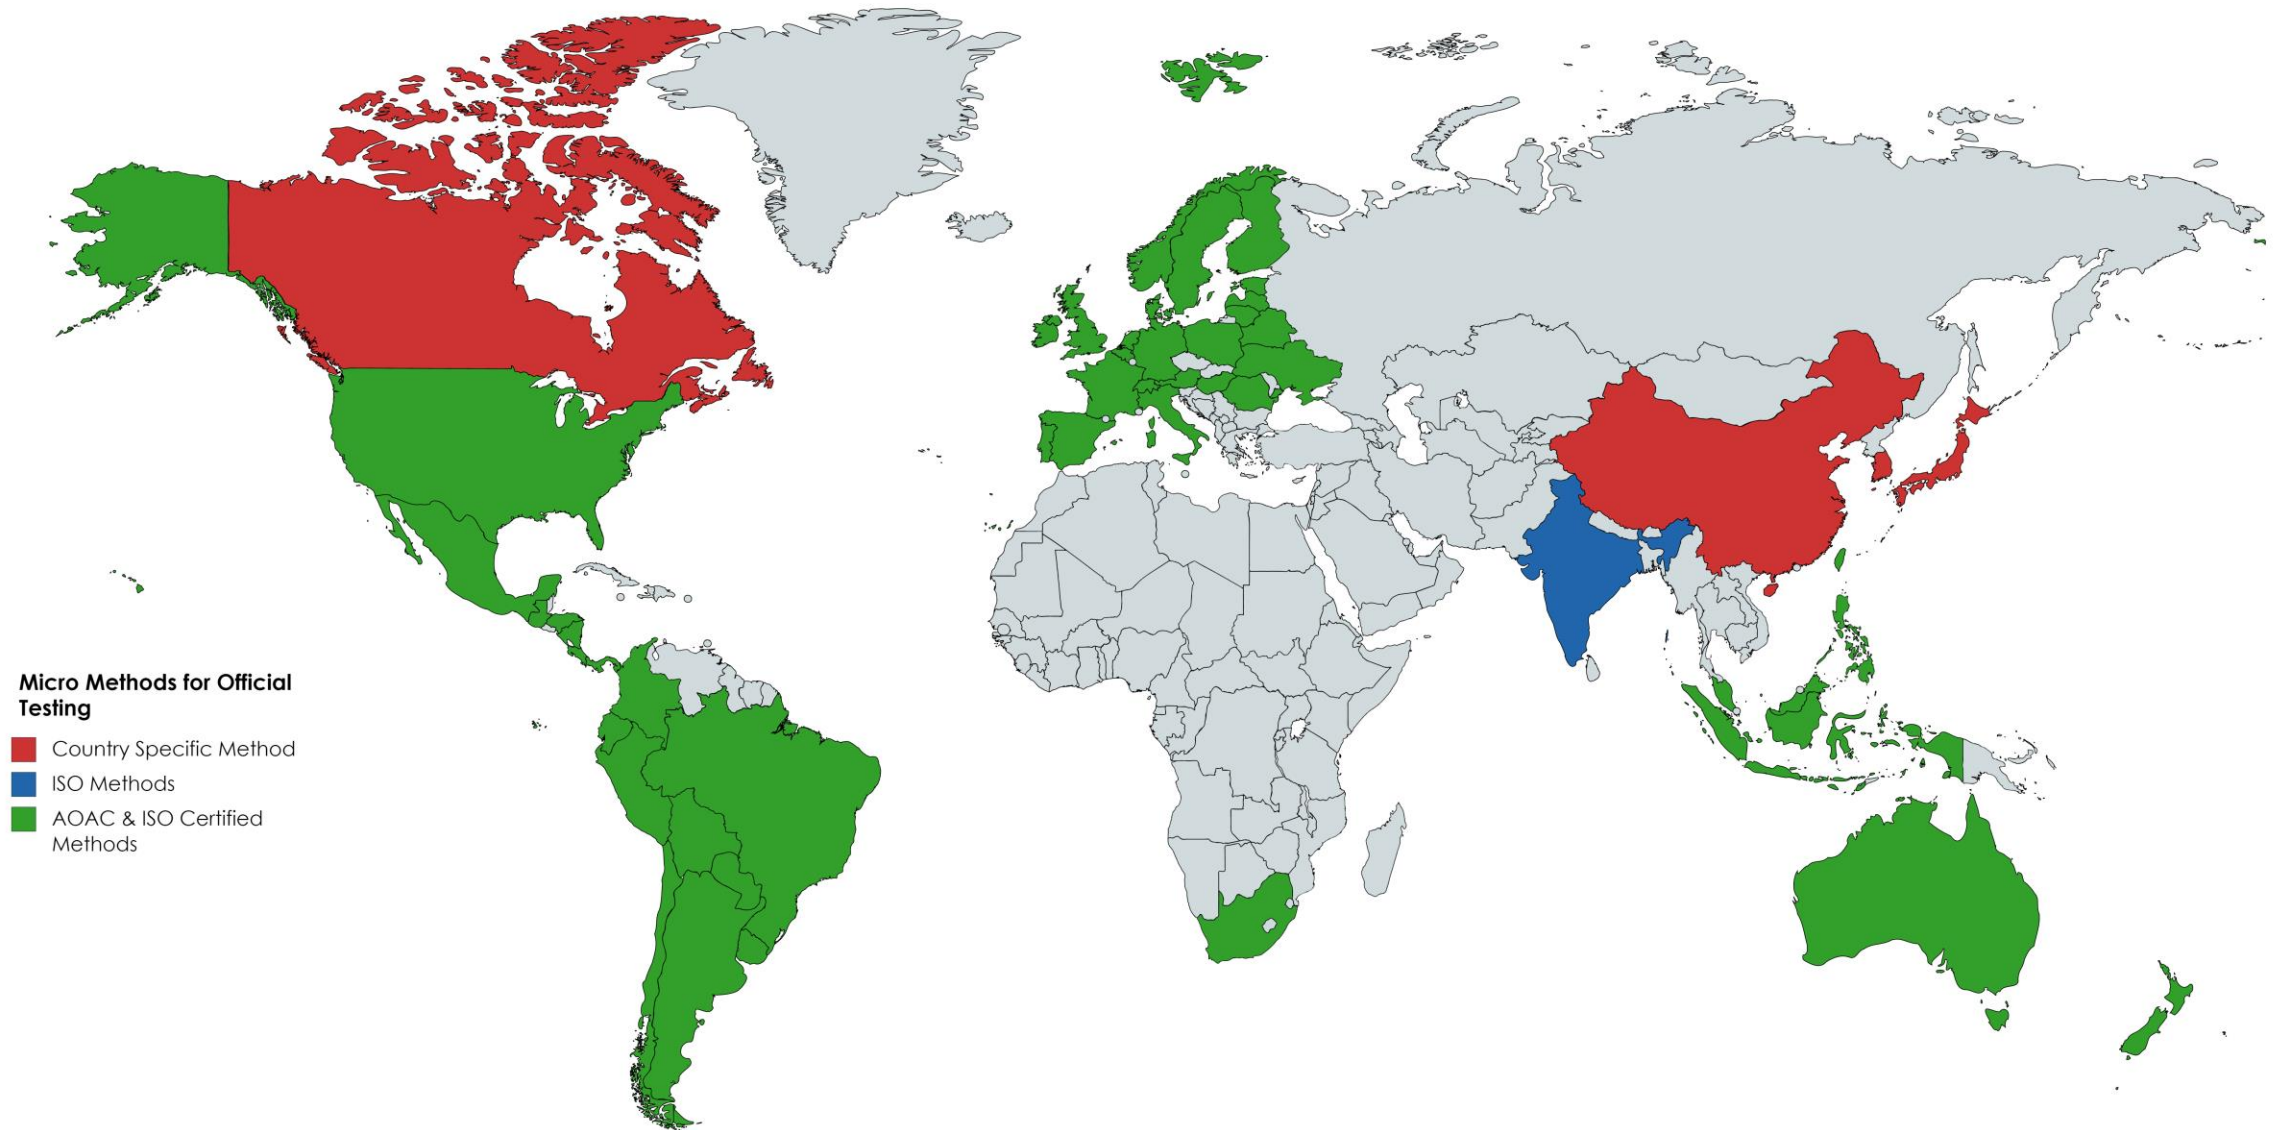 Micro Methods for Official
Testing
Country Specific Method
ISO Methods
AOAC & ISO Certified
Methods